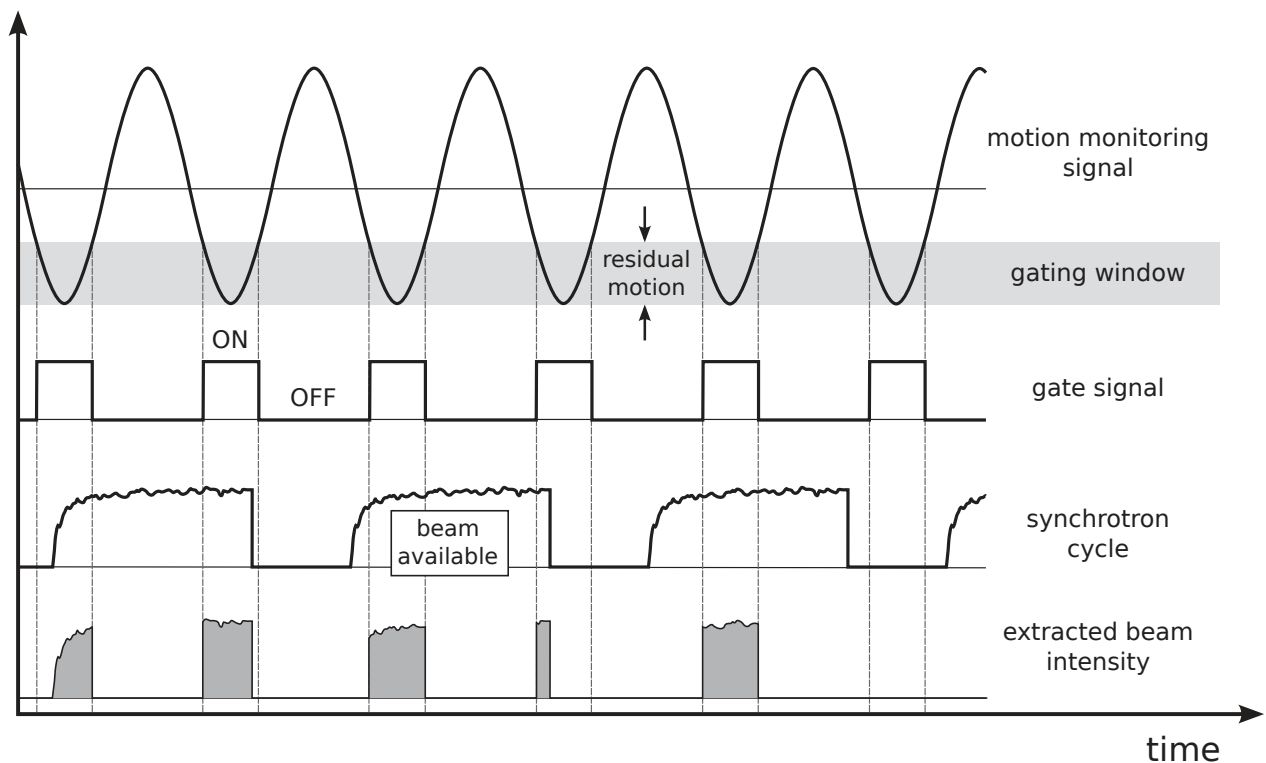 motion monitoring
signal
residual
motion
gating window
ON
OFF
gate signal
beam
available
synchrotron
cycle
extracted beam
intensity
time